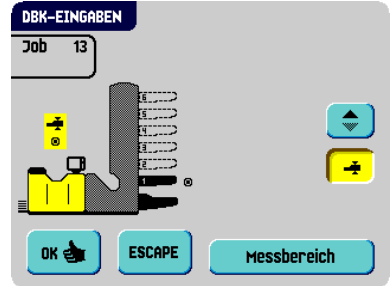 DBK-EINGABEN
Job 13
6
5
4
3
2
1
OK
ESCAPE
Messbereich